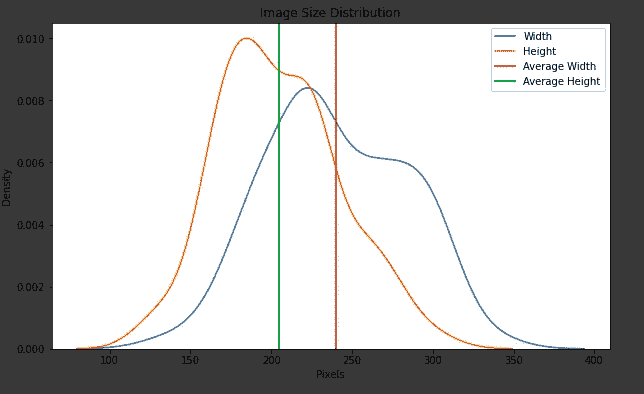 Image Size Distribution
Width
Height
Average Width
Average Height
Density
0.010
0.008
0.006
0.004
0.002
0.000
100
150
200
250
300
350
400
Pixels